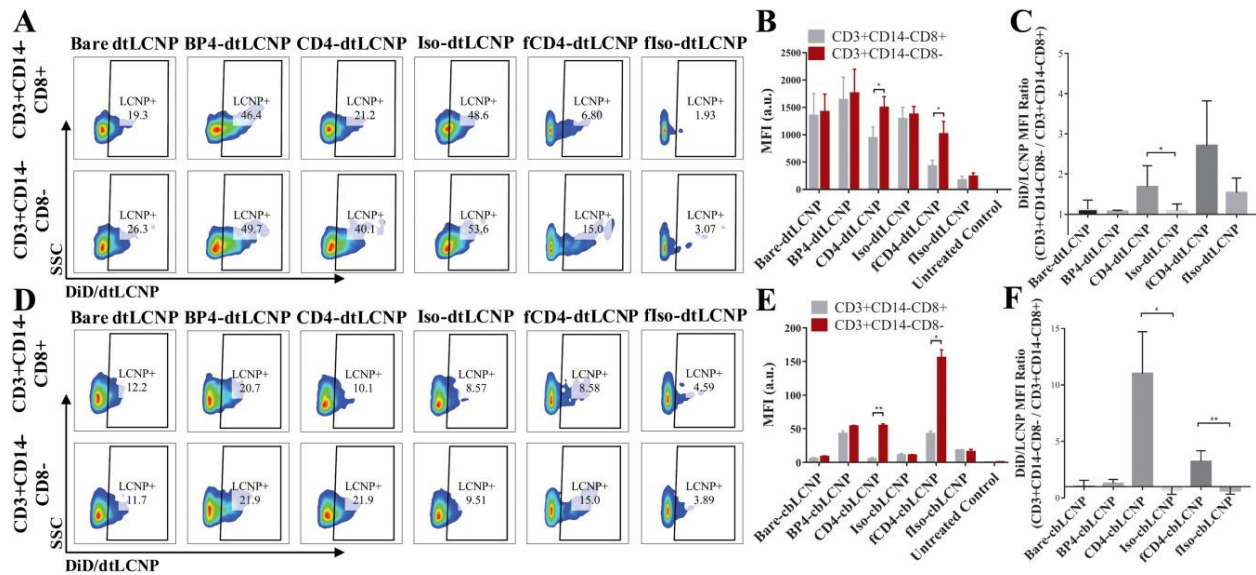 A
Bare dtLCNP BP4-dtLCNP CD4-dtLCNP Iso-dtLCNP fCD4-dtLCNP fIso-dtLCNP
CD3+CD14-
CD8+
LCNP+
19.3
LCNP+
46.4
LCNP+
21.2
LCNP+
48.6
LCNP+
6.80
LCNP+
1.93
CD3+CD14-
CD8-
LCNP+
26.3
LCNP+
49.7
LCNP+
40.1
LCNP+
53.6
LCNP+
15.0
LCNP+
3.07
SSC
DiD/dtLCNP
B
CD3+CD14-CD8+
CD3+CD14-CD8-
MFI (a.u.)
2500
2000
1500
1000
500
0
*
*
Bare-dtLCNP
BP4-dtLCNP
CD4-dtLCNP
Iso-dtLCNP
fCD4-dtLCNP
fIso-dtLCNP
Untreated Control
C
DiD/LCNP MFI Ratio
(CD3+CD14-CD8- / CD3+CD14-CD8+)
5
4
3
2
1
*
Bare-dtLCNP
BP4-dtLCNP
CD4-dtLCNP
Iso-dtLCNP
fCD4-dtLCNP
fIso-dtLCNP
D
Bare dtLCNP BP4-dtLCNP CD4-dtLCNP Iso-dtLCNP fCD4-dtLCNP fIso-dtLCNP
CD3+CD14-
CD8+
LCNP+
12.2
LCNP+
20.7
LCNP+
10.1
LCNP+
8.57
LCNP+
8.58
LCNP+
4.59
CD3+CD14-
CD8-
LCNP+
11.7
LCNP+
21.9
LCNP+
21.9
LCNP+
9.51
LCNP+
15.0
LCNP+
3.89
SSC
DiD/dtLCNP
E
CD3+CD14-CD8+
CD3+CD14-CD8-
MFI (a.u.)
200
150
100
50
0
**
*
Bare-cbLCNP
BP4-cbLCNP
CD4-cbLCNP
Iso-cbLCNP
fCD4-cbLCNP
fIso-cbLCNP
Untreated Control
F
DiD/LCNP MFI Ratio
(CD3+CD14-CD8- / CD3+CD14-CD8+)
15
10
5
1
*
**
Bare-cbLCNP
BP4-cbLCNP
CD4-cbLCNP
Iso-cbLCNP
fCD4-cbLCNP
fIso-cbLCNP